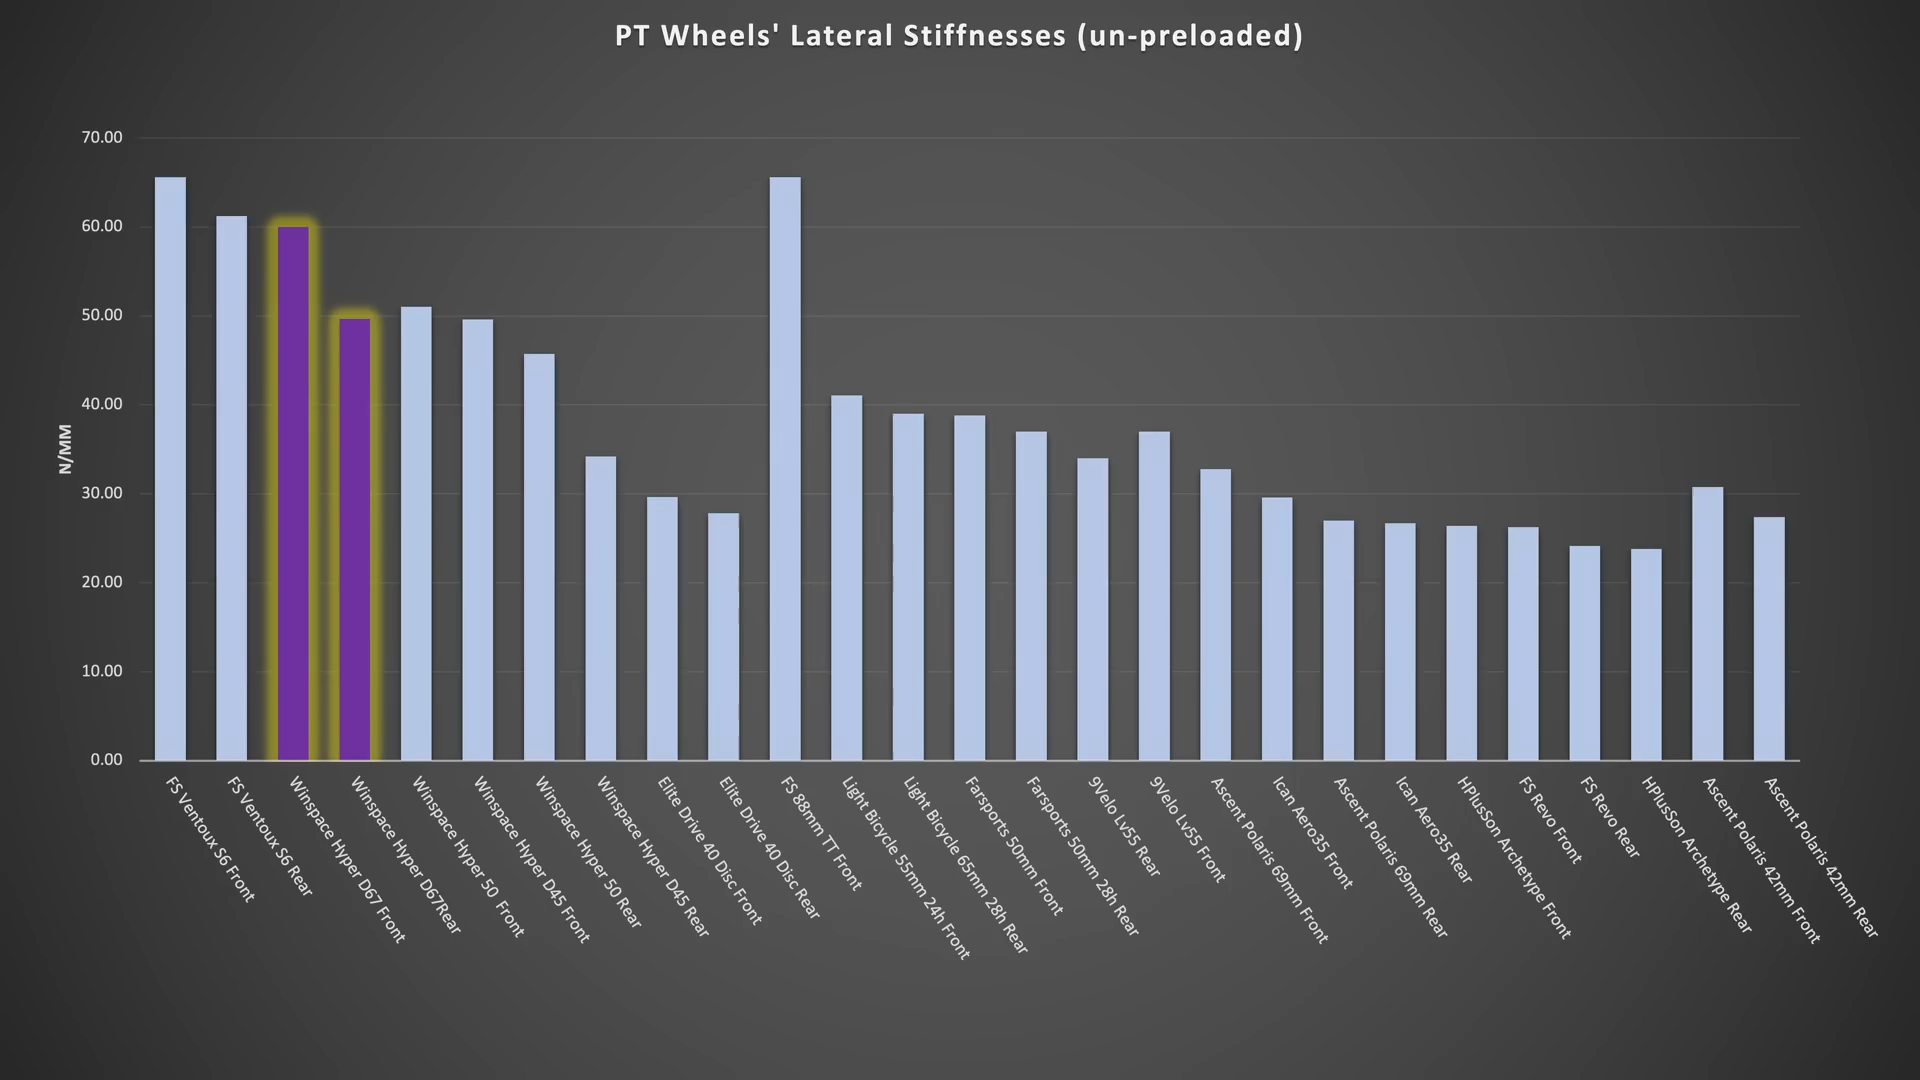 PT Wheels' Lateral Stiffnesses (un-preloaded)
70.00
60.00
50.00
40.00
30.00
20.00
10.00
0.00
N/MM
FS Ventoux S6 Front
FS Ventoux S6 Rear
Winspace Hyper D67 Front
Winspace Hyper D67Rear
Winspace Hyper 50  Front
Winspace Hyper D45 Front
Winspace Hyper 50 Rear
Winspace Hyper D45 Rear
Elite Drive 40 Disc Front
Elite Drive 40 Disc Rear
FS 88mm TT Front
Light Bicycle 55mm 24h Front
Light Bicycle 65mm 28h Rear
Farsports 50mm Front
Farsports 50mm 28h Rear
9Velo Lv55 Rear
9Velo Lv55 Front
Ascent Polaris 69mm Front
Ican Aero35 Front
Ascent Polaris 69mm Rear
Ican Aero35 Rear
HPlusSon Archetype Front
FS Revo Front
FS Revo Rear
HPlusSon Archetype Rear
Ascent Polaris 42mm Front
Ascent Polaris 42mm Rear